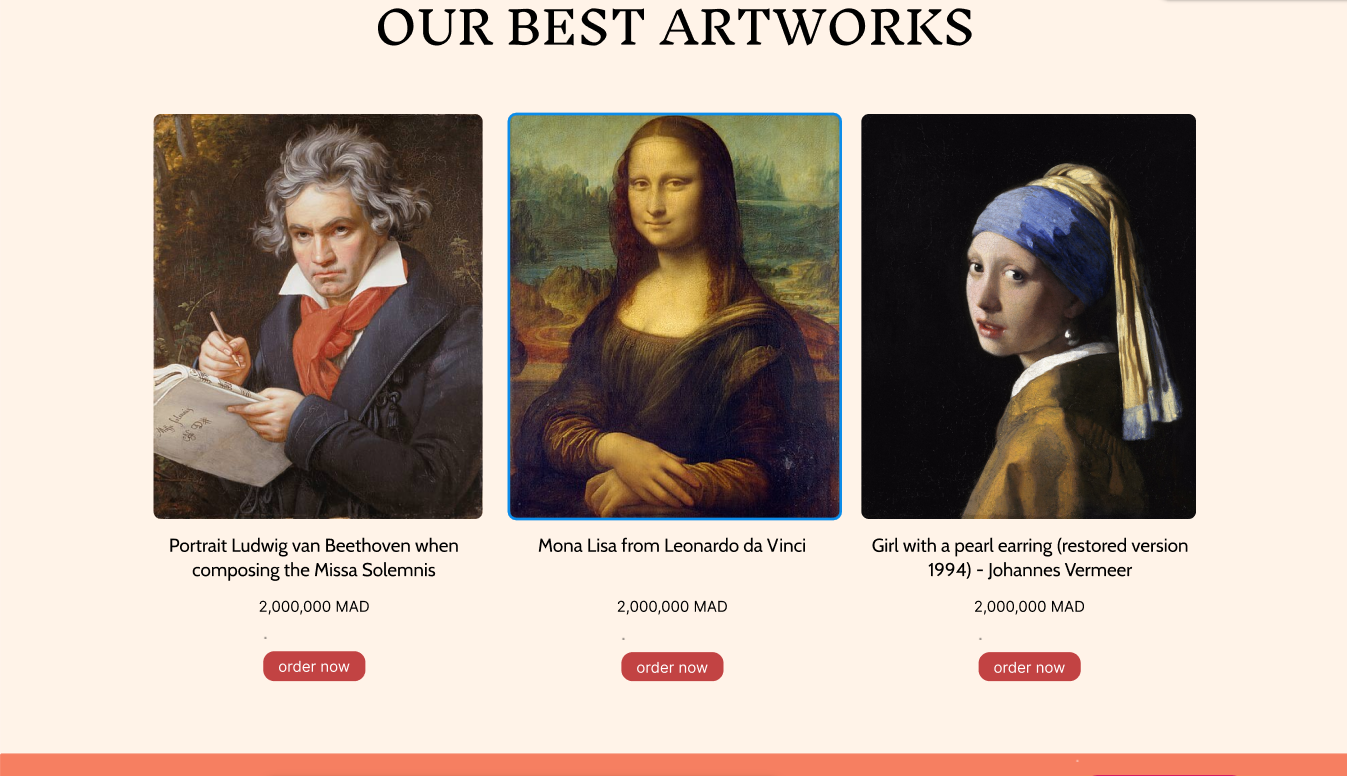 OUR BEST ARTWORKS
Portrait Ludwig van Beethoven when
composing the Missa Solemnis
2,000,000 MAD
order now
Mona Lisa from Leonardo da Vinci
2,000,000 MAD
order now
Girl with a pearl earring (restored version
1994) - Johannes Vermeer
2,000,000 MAD
order now